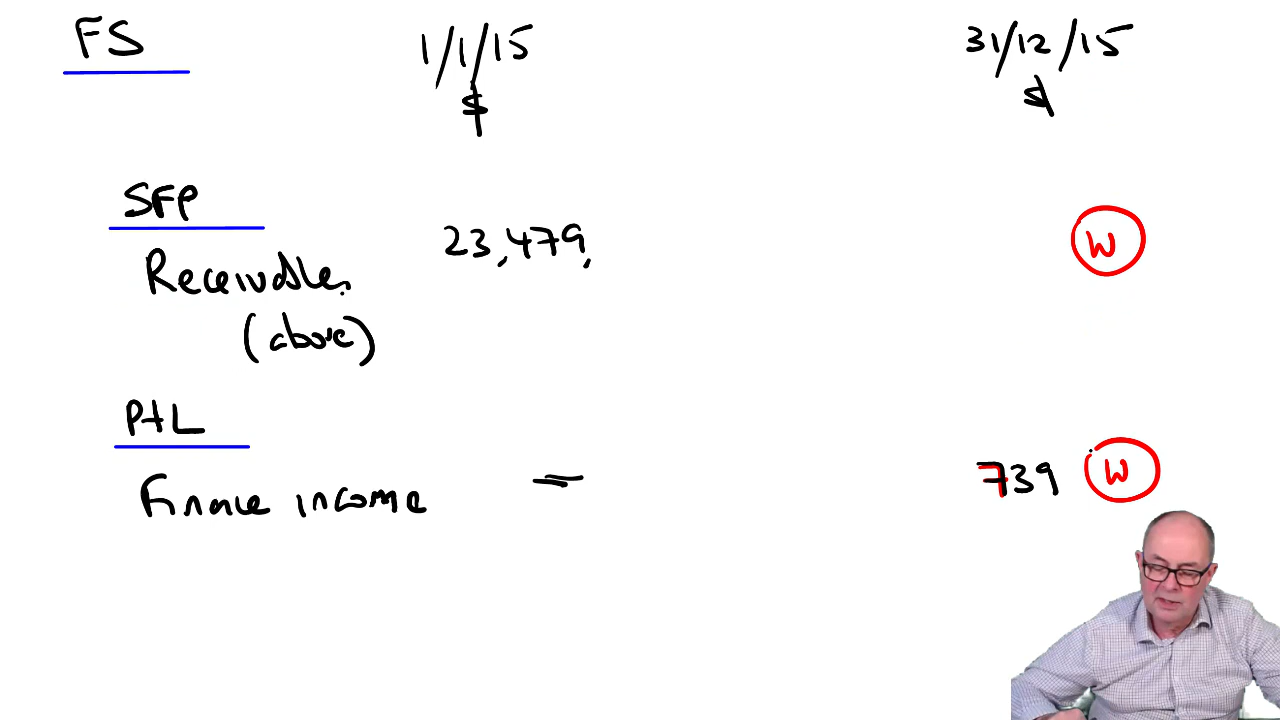 FS 1/1/15 31/12/15
$ $
SFP
Receivables 23,479, W
(above)
P+L
Finance income = 739 W